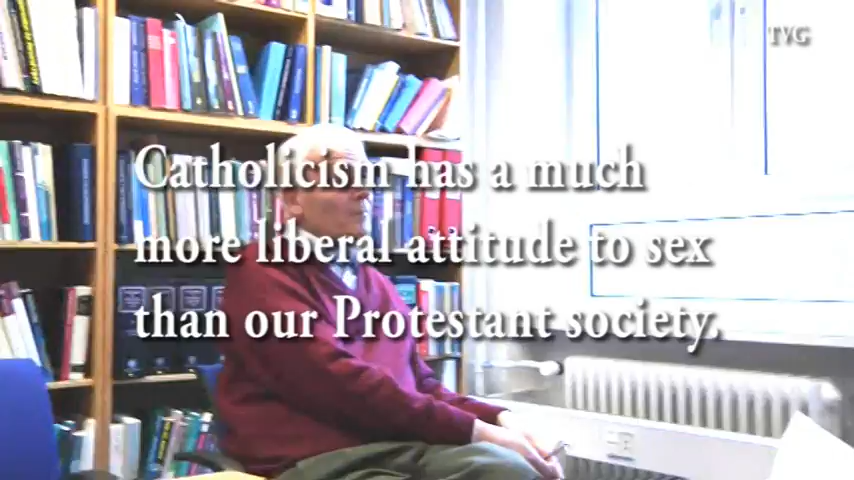 TVG
Catholicism has a much
more liberal attitude to sex
than our Protestant society.